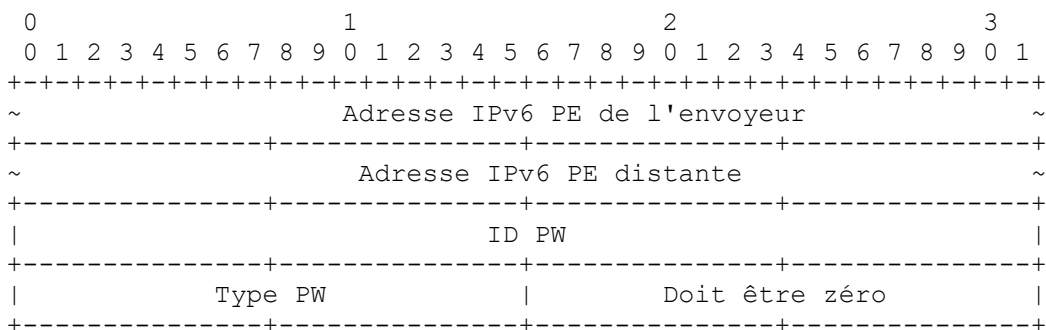 0                   1                   2                   3
 0 1 2 3 4 5 6 7 8 9 0 1 2 3 4 5 6 7 8 9 0 1 2 3 4 5 6 7 8 9 0 1
+-+-+-+-+-+-+-+-+-+-+-+-+-+-+-+-+-+-+-+-+-+-+-+-+-+-+-+-+-+-+-+-+
~                    Adresse IPv6 PE de l'envoyeur              ~
+---------------+---------------+---------------+---------------+
~                     Adresse IPv6 PE distante                  ~
+---------------+---------------+---------------+---------------+
|                             ID PW                             |
+---------------+---------------+---------------+---------------+
|            Type PW            |        Doit être zéro         |
+---------------+---------------+---------------+---------------+